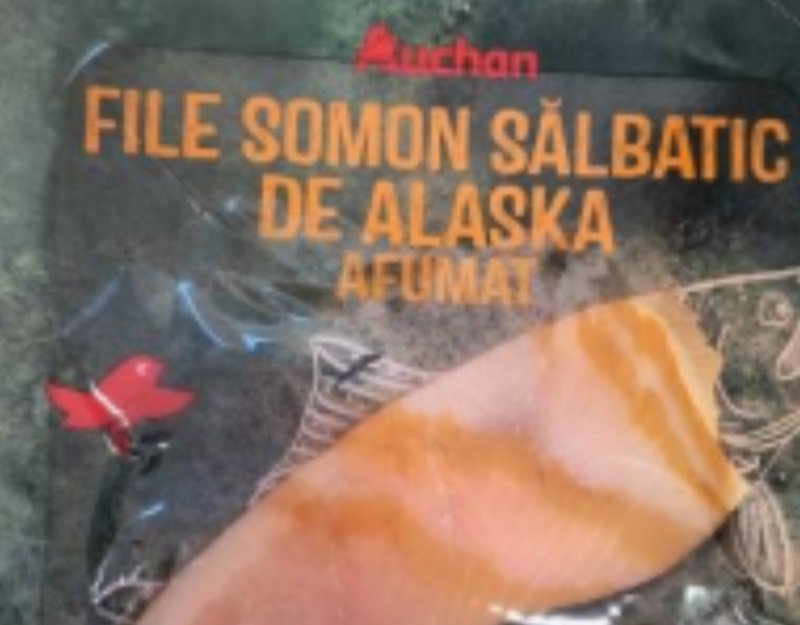 Auchan
FILE SOMON SĂLBATIC
DE ALASKA
AFUMAT